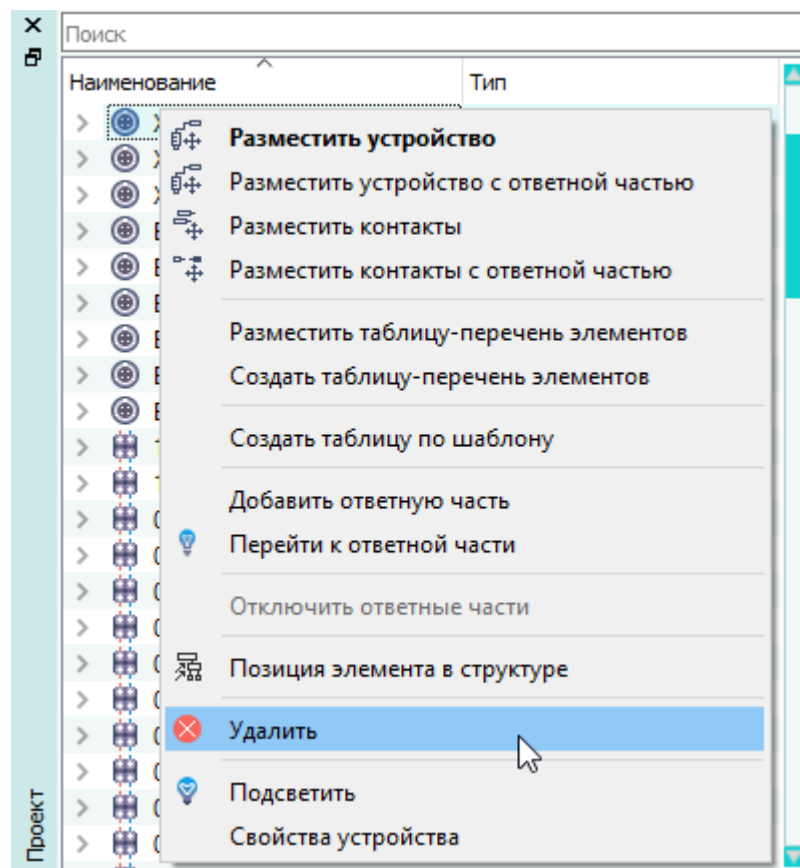 Поиск
Наименование
Тип
Разместить устройство
Разместить устройство с ответной частью
Разместить контакты
Разместить контакты с ответной частью
Разместить таблицу-перечень элементов
Создать таблицу-перечень элементов
Создать таблицу по шаблону
Добавить ответную часть
Перейти к ответной части
Отключить ответные части
Позиция элемента в структуре
Удалить
Подсветить
Свойства устройства
Проект